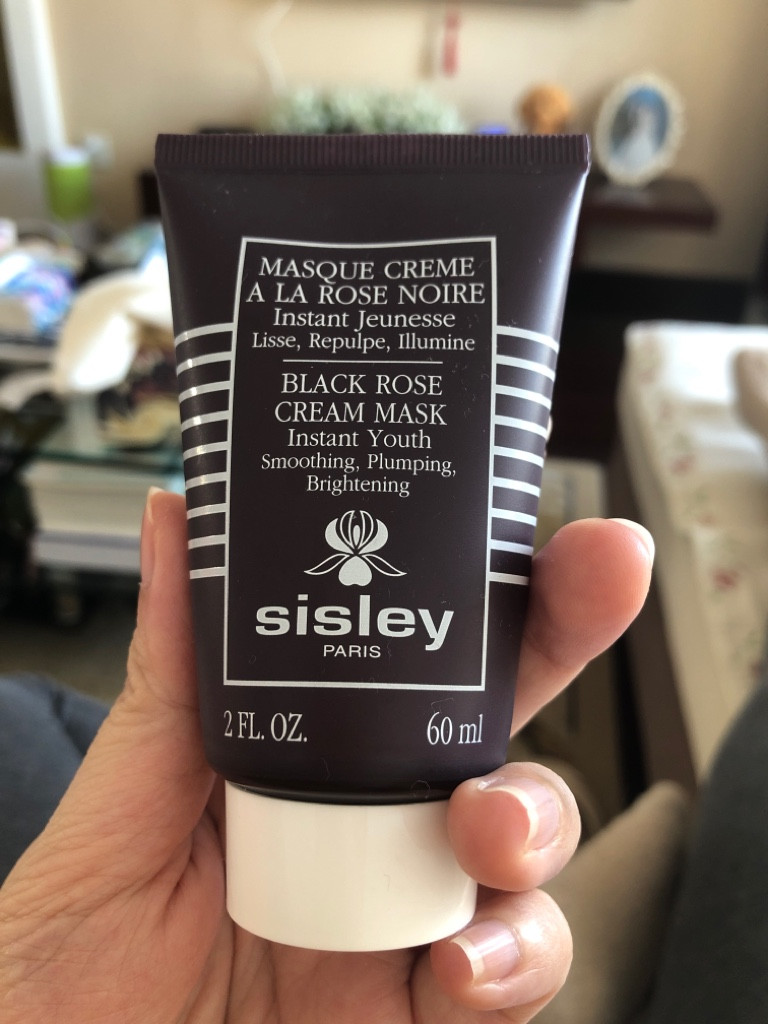 MASQUE CREME
A LA ROSE NOIRE
Instant Jeunesse
Lisse, Repulpe, Illumine
BLACK ROSE
CREAM MASK
Instant Youth
Smoothing, Plumping,
Brightening
sisley
PARIS
2 FL. OZ. 60 ml